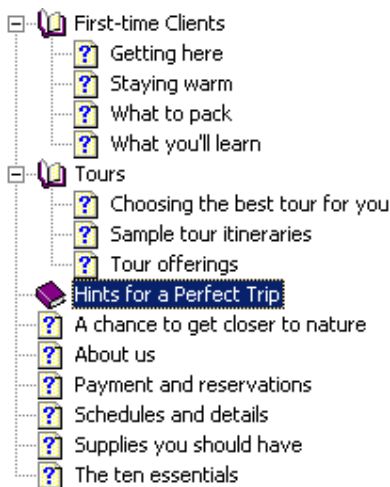 First-time Clients
Getting here
Staying warm
What to pack
What you'll learn
Tours
Choosing the best tour for you
Sample tour itineraries
Tour offerings
Hints for a Perfect Trip
A chance to get closer to nature
About us
Payment and reservations
Schedules and details
Supplies you should have
The ten essentials